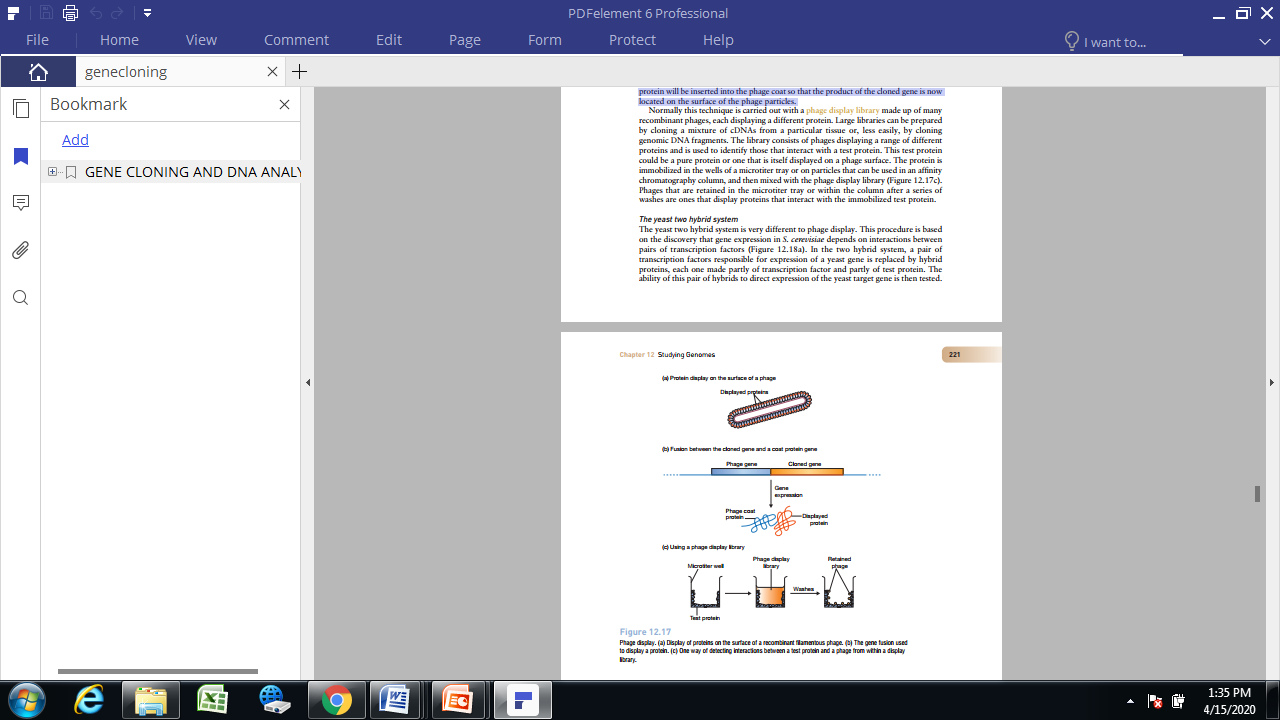 PDFelement 6 Professional
File Home View Comment Edit Page Form Protect Help I want to...
genecloning
Bookmark
Add
GENE CLONING AND DNA ANALY
protein will be inserted into the phage coat so that the product of the cloned gene is now
located on the surface of the phage particles.
Normally this technique is carried out with a phage display library made up of many
recombinant phages, each displaying a different protein. Large libraries can be prepared
by cloning a mixture of cDNAs from a particular tissue or, less easily, by cloning
genomic DNA fragments. The library consists of phages displaying a range of different
proteins and is used to identify those that interact with a test protein. This test protein
could be a pure protein or one that is itself displayed on a phage surface. The protein is
immobilized in the wells of a microtiter tray or on particles that can be used in an affinity
chromatography column, and then mixed with the phage display library (Figure 12.17c).
Phages that are retained in the microtiter tray or within the column after a series of
washes are ones that display proteins that interact with the immobilized test protein.
The yeast two hybrid system
The yeast two hybrid system is very different to phage display. This procedure is based
on the discovery that gene expression in S. cerevisiae depends on interactions between
pairs of transcription factors (Figure 12.18a). In the two hybrid system, a pair of
transcription factors responsible for expression of a yeast gene is replaced by hybrid
proteins, each one made partly of transcription factor and partly of test protein. The
ability of this pair of hybrids to direct expression of the yeast target gene is then tested.
Chapter 12 Studying Genomes 221
(a) Protein display on the surface of a phage
Displayed proteins
(b) Fusion between the cloned gene and a coat protein gene
Phage gene Cloned gene
Gene
expression
Phage coat
protein
Displayed
protein
(c) Using a phage display library
Microtiter well
Phage display
library
Retained
phage
Washes
Test protein
Figure 12.17
Phage display. (a) Display of proteins on the surface of a recombinant filamentous phage. (b) The gene fusion used
to display a protein. (c) One way of detecting interactions between a test protein and a phage from within a display
library.
1:35 PM
4/15/2020